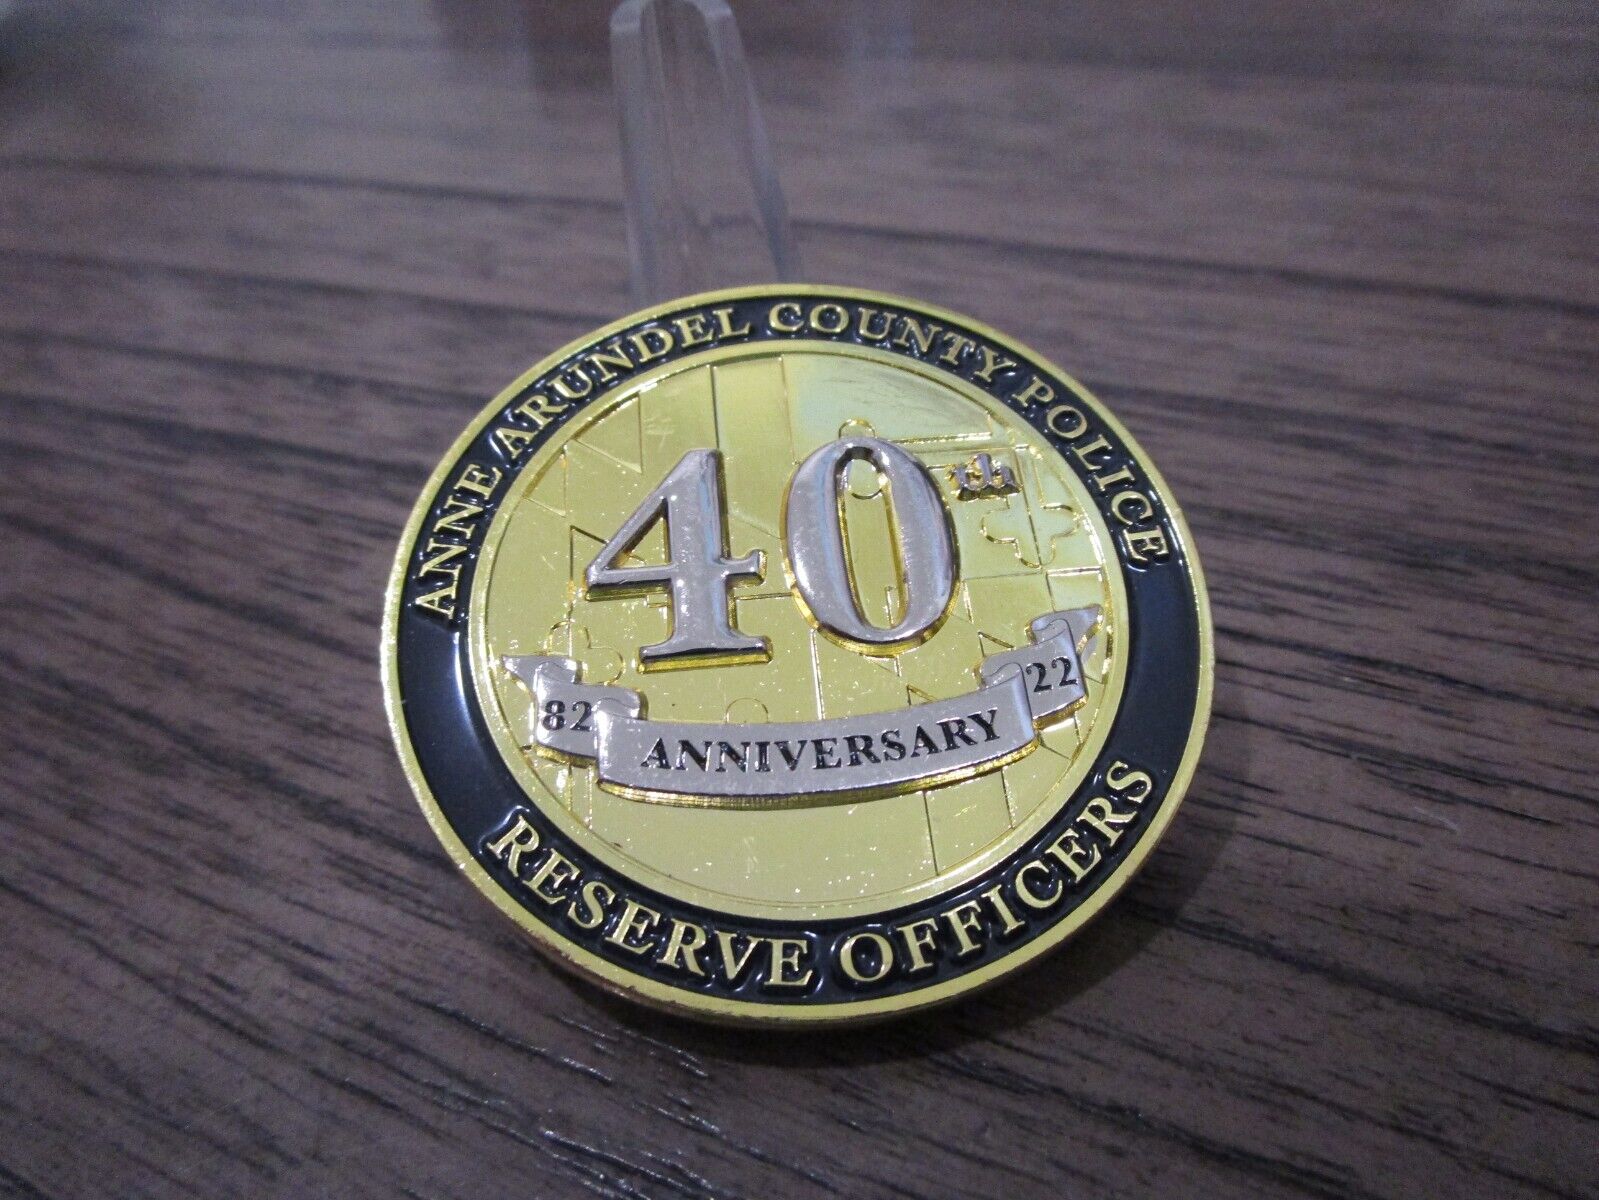 ANNE ARUNDEL COUNTY POLICE
40th
82 ANNIVERSARY 22
RESERVE OFFICERS